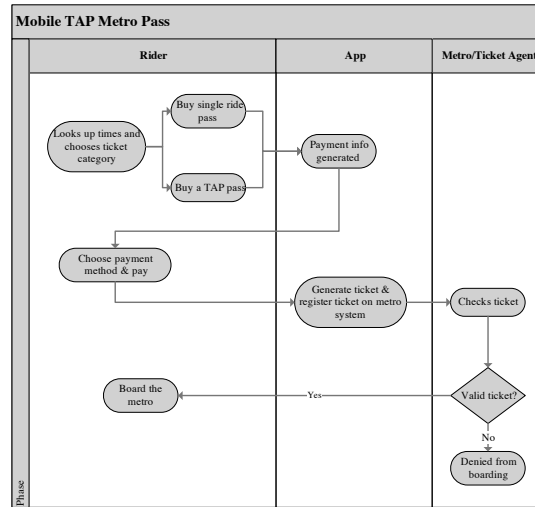 Mobile TAP Metro Pass
Rider
App
Metro/Ticket Agent
Phase
Looks up times and
chooses ticket
category
Buy single ride
pass
Buy a TAP pass
Payment info
generated
Choose payment
method & pay
Generate ticket &
register ticket on metro
system
Checks ticket
Valid ticket?
Yes
Board the
metro
No
Denied from
boarding